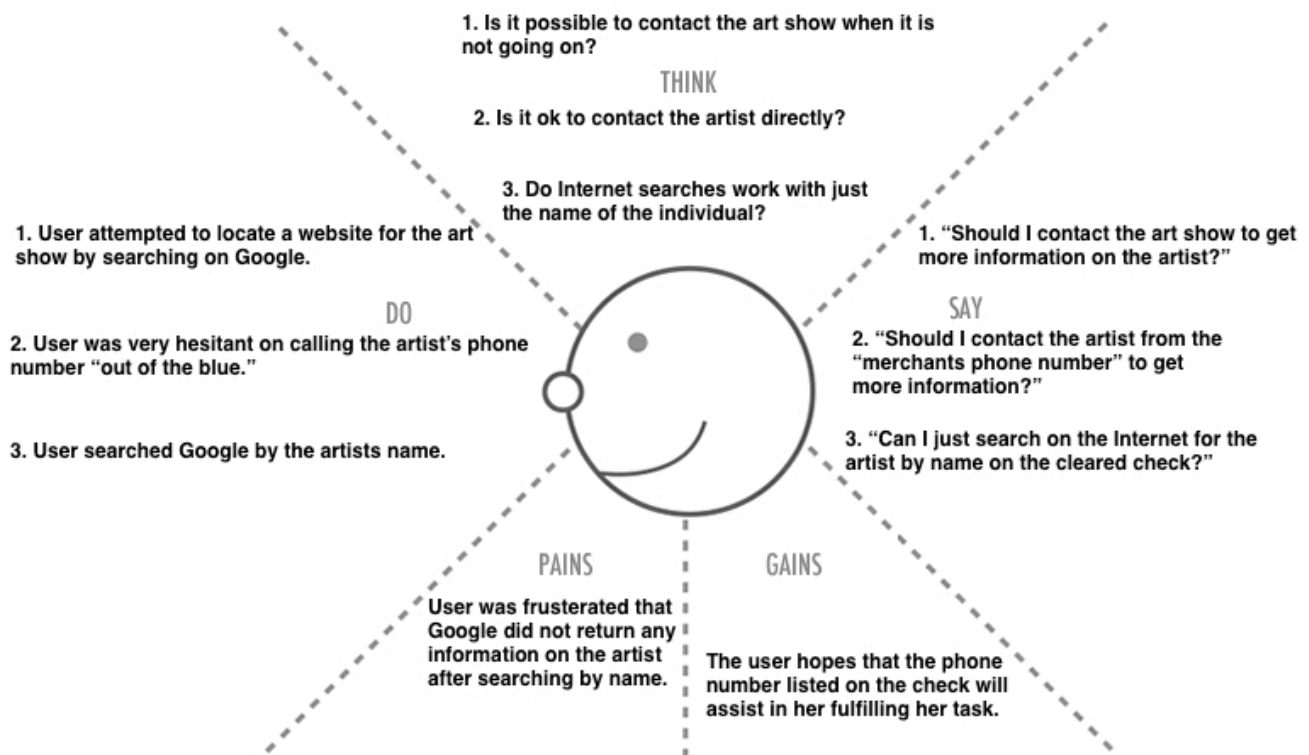 1. Is it possible to contact the art show when it is
not going on?
THINK
2. Is it ok to contact the artist directly?
3. Do Internet searches work with just
the name of the individual?
1. User attempted to locate a website for the art
show by searching on Google.
DO
2. User was very hesitant on calling the artist’s phone
number “out of the blue.”
3. User searched Google by the artists name.
1. “Should I contact the art show to get
more information on the artist?”
SAY
2. “Should I contact the artist from the
“merchants phone number” to get
more information?”
3. “Can I just search on the Internet for the
artist by name on the cleared check?”
PAINS
User was frusterated that
Google did not return any
information on the artist
after searching by name.
GAINS
The user hopes that the phone
number listed on the check will
assist in her fulfilling her task.